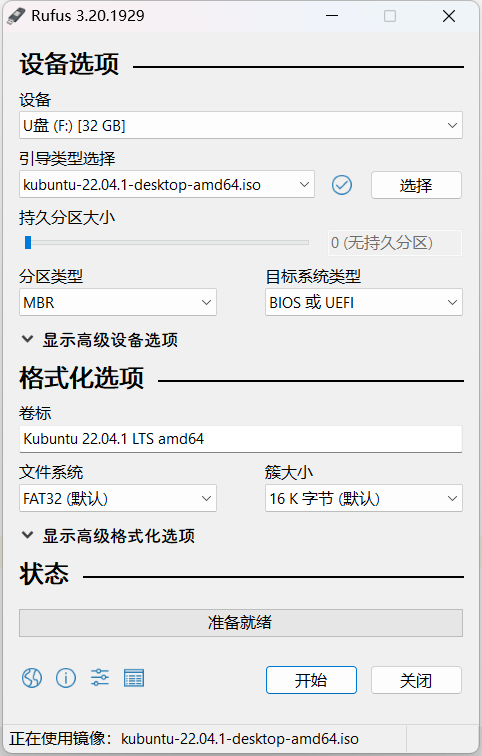 Rufus 3.20.1929
设备选项
设备
U盘 (F:) [32 GB]
引导类型选择
kubuntu-22.04.1-desktop-amd64.iso
选择
持久分区大小
0 (无持久分区)
分区类型
目标系统类型
MBR
BIOS 或 UEFI
显示高级设备选项
格式化选项
卷标
Kubuntu 22.04.1 LTS amd64
文件系统
簇大小
FAT32 (默认)
16 K 字节 (默认)
显示高级格式化选项
状态
准备就绪
开始
关闭
正在使用镜像：kubuntu-22.04.1-desktop-amd64.iso